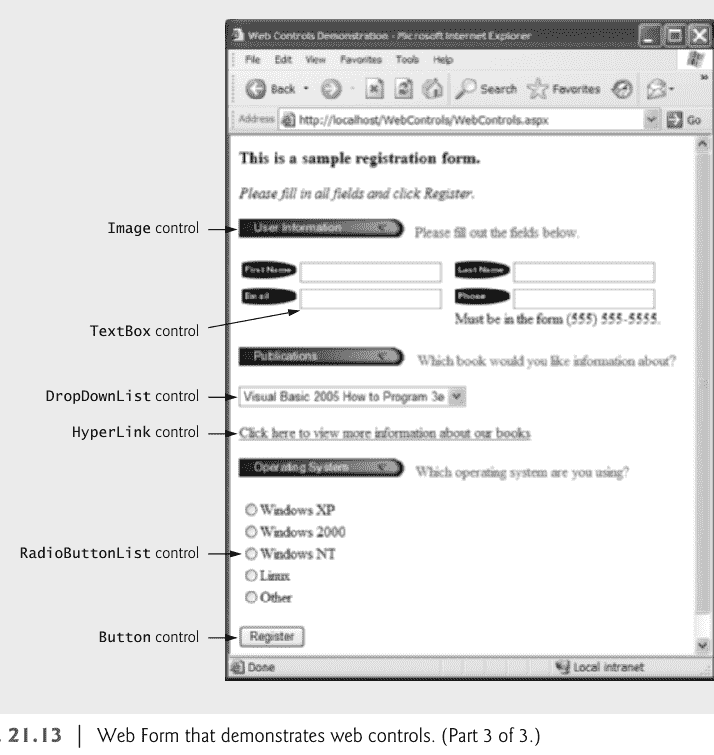 Web Controls Demonstration - Microsoft Internet Explorer
File Edit View Favorites Tools Help
Back Search Favorites
Address http://localhost/WebControls/WebControls.aspx Go
This is a sample registration form.
Please fill in all fields and click Register.
Image control
User Information Please fill out the fields below.
First Name Last Name
Email Phone
Must be in the form (555) 555-5555.
TextBox control
Publications Which book would you like information about?
DropDownList control Visual Basic 2005 How to Program 3e
HyperLink control Click here to view more information about our books
Operating System Which operating system are you using?
Windows XP
Windows 2000
RadioButtonList control Windows NT
Linux
Other
Button control Register
Done Local intranet
. 21.13 | Web Form that demonstrates web controls. (Part 3 of 3.)